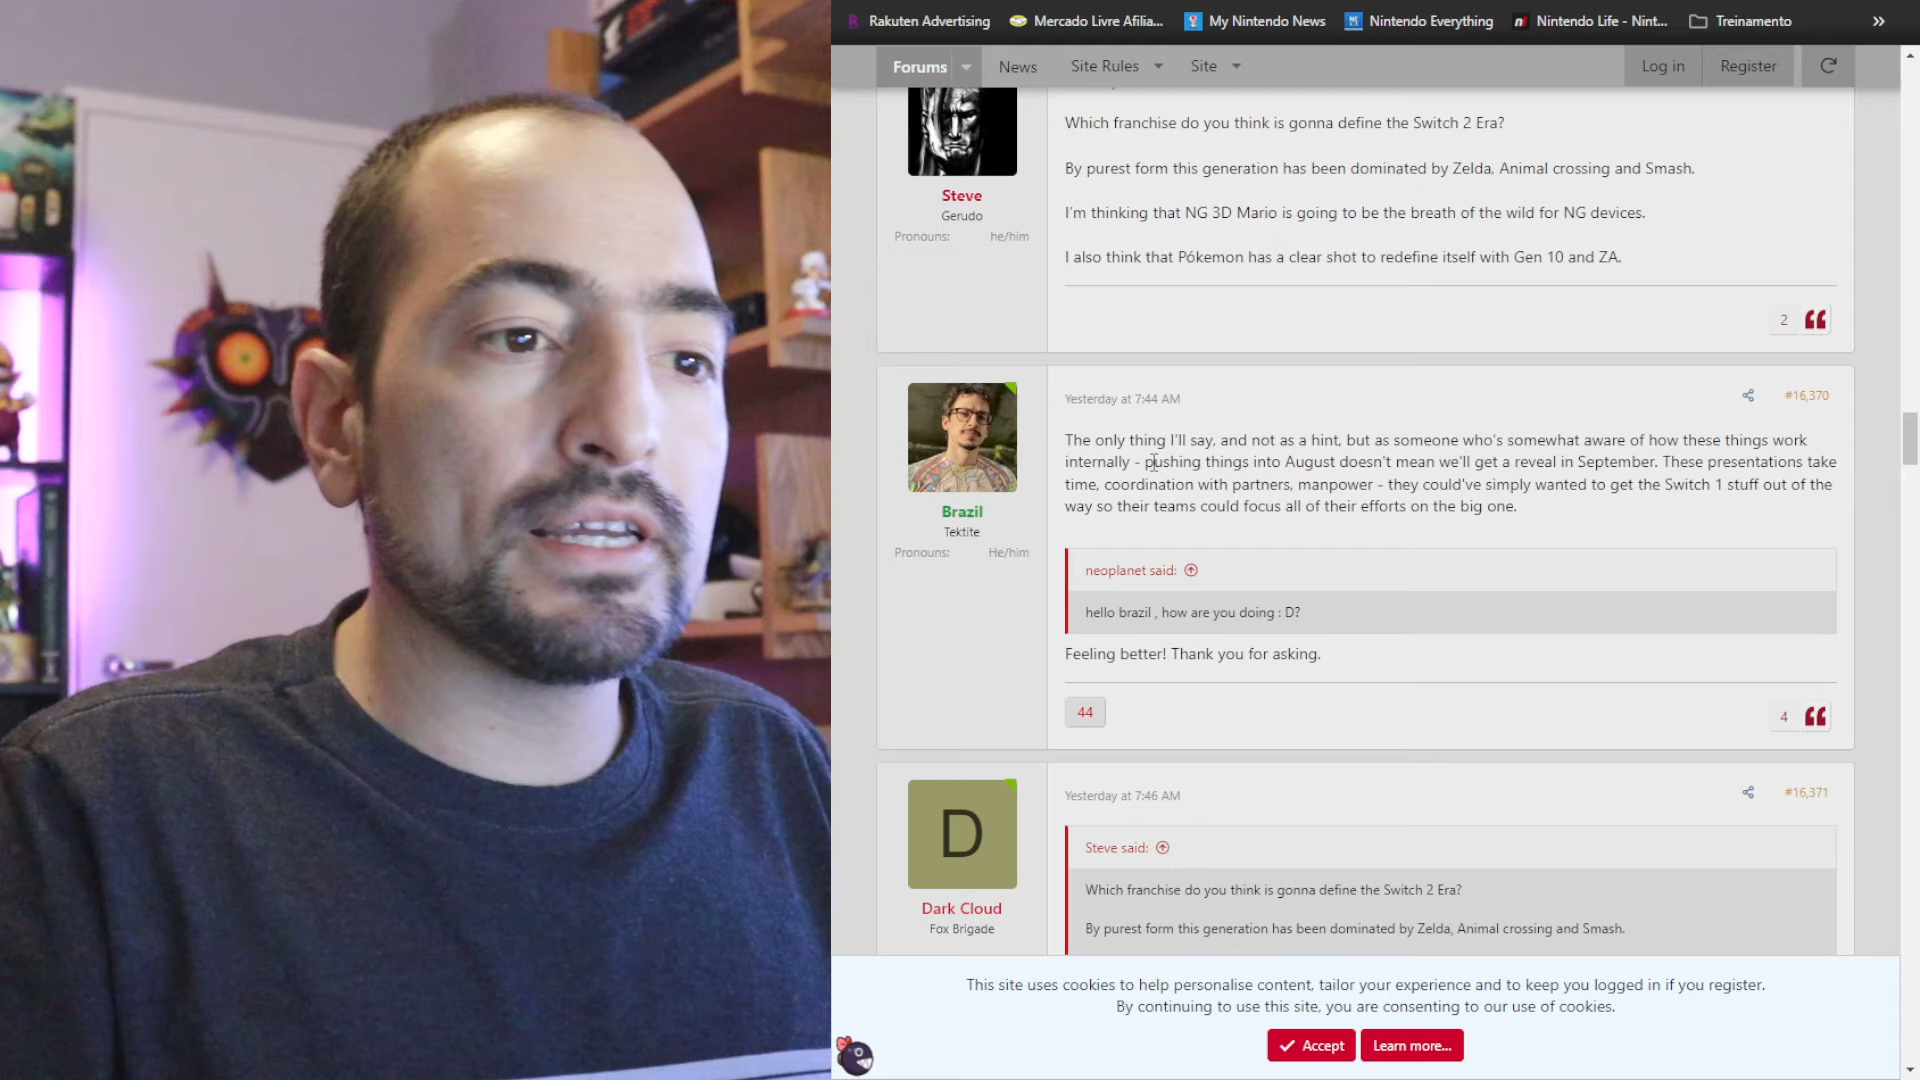 Rakuten Advertising
Mercado Livre Afilia...
My Nintendo News
Nintendo Everything
Nintendo Life - Nint...
Treinamento
Forums
News
Site Rules
Site
Log in
Register
Steve
Gerudo
Pronouns: he/him
Which franchise do you think is gonna define the Switch 2 Era?
By purest form this generation has been dominated by Zelda, Animal crossing and Smash.
I'm thinking that NG 3D Mario is going to be the breath of the wild for NG devices.
I also think that Pókemon has a clear shot to redefine itself with Gen 10 and ZA.
2
Brazil
Tektite
Pronouns: He/him
Yesterday at 7:44 AM
#16,370
The only thing I'll say, and not as a hint, but as someone who's somewhat aware of how these things work
internally - pushing things into August doesn't mean we'll get a reveal in September. These presentations take
time, coordination with partners, manpower - they could've simply wanted to get the Switch 1 stuff out of the
way so their teams could focus all of their efforts on the big one.
neoplanet said:
hello brazil , how are you doing : D?
Feeling better! Thank you for asking.
44
4
D
Dark Cloud
Fox Brigade
Yesterday at 7:46 AM
#16,371
Steve said:
Which franchise do you think is gonna define the Switch 2 Era?
By purest form this generation has been dominated by Zelda, Animal crossing and Smash.
This site uses cookies to help personalise content, tailor your experience and to keep you logged in if you register.
By continuing to use this site, you are consenting to our use of cookies.
Accept
Learn more...